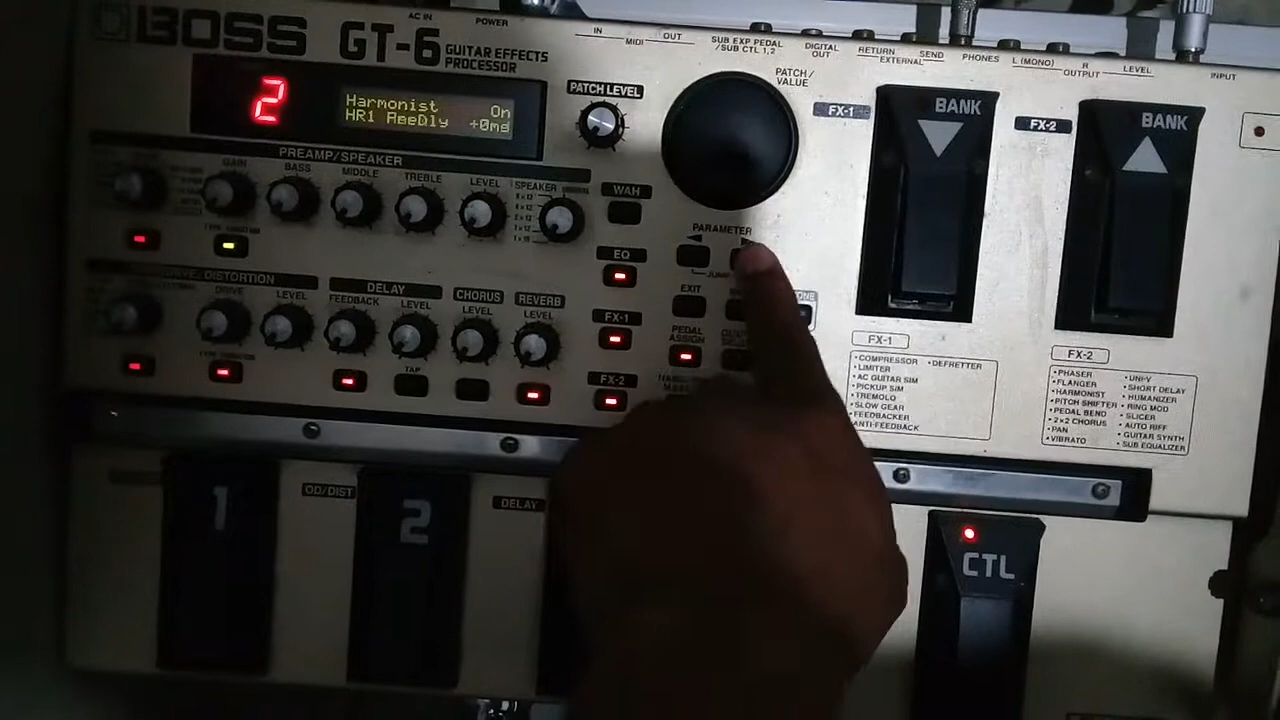 BOSS GT-6 GUITAR EFFECTS
PROCESSOR
AC IN
POWER
IN MIDI OUT
SUB EXP PEDAL
/SUB CTL 1,2
DIGITAL
OUT
RETURN SEND
EXTERNAL
PHONES
L (MONO) R LEVEL
OUTPUT
INPUT
2
Harmonist On
HR1 PreDly +0ms
PATCH LEVEL
PATCH/
VALUE
FX-1
BANK
FX-2
BANK
PREAMP/SPEAKER
GAIN BASS MIDDLE TREBLE LEVEL SPEAKER
WAH
PARAMETER
EQ
EXIT
DELAY
DRIVE LEVEL FEEDBACK LEVEL
CHORUS
LEVEL
REVERB
LEVEL
TAP
FX-1
FX-2
PEDAL
ASSIGN
FX-1
• COMPRESSOR • DEFRETTER
• LIMITER
• AC GUITAR SIM
• PICKUP SIM
• TREMOLO
• SLOW GEAR
• FEEDBACKER
• ANTI-FEEDBACK
FX-2
• PHASER • UNI-V
• FLANGER • SHORT DELAY
• HARMONIST • HUMANIZER
• PITCH SHIFTER • RING MOD
• PEDAL BEND • SLICER
• 2×2 CHORUS • AUTO RIFF
• PAN • GUITAR SYNTH
• VIBRATO • SUB EQUALIZER
1
OD/DIST
2
DELAY
CTL